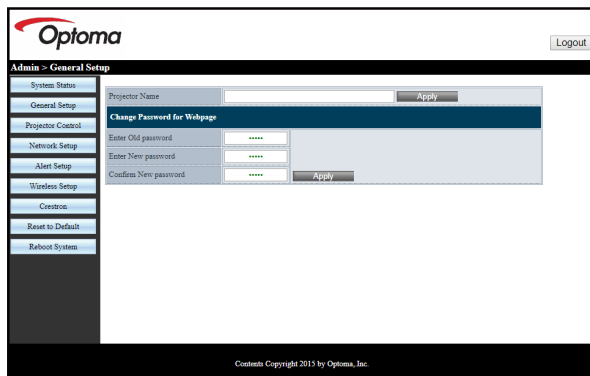 Optoma
Logout
Admin > General Setup
System Status
General Setup
Projector Control
Network Setup
Alert Setup
Wireless Setup
Crestron
Reset to Default
Reboot System
Projector Name
Apply
Change Password for Webpage
Enter Old password •••••
Enter New password •••••
Confirm New password •••••
Apply
Contents Copyright 2015 by Optoma, Inc.